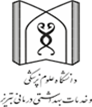 دانشگاه علوم پزشکی
و خدمات بهداشتی درمانی تبریز